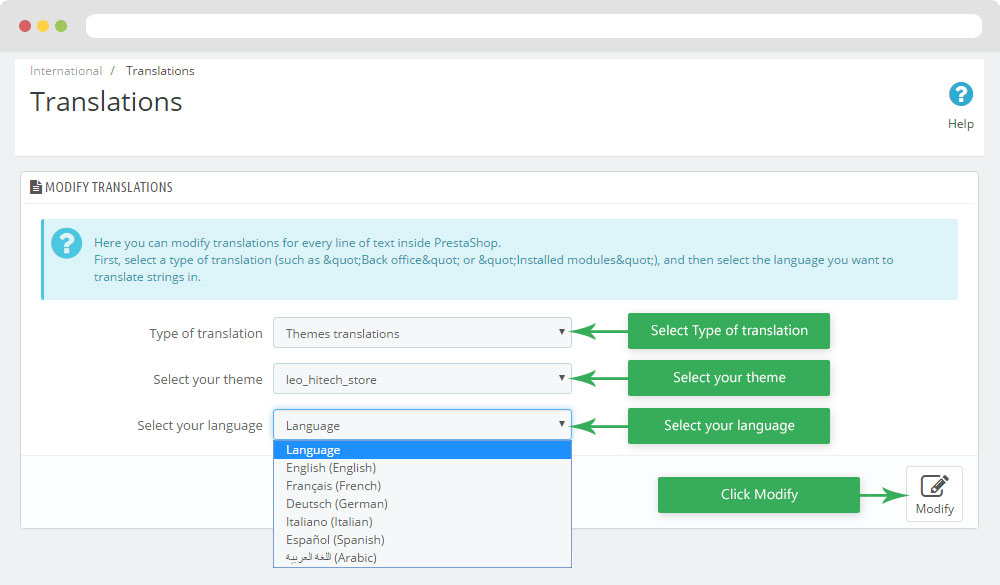 International / Translations
Translations
Help
MODIFY TRANSLATIONS
Here you can modify translations for every line of text inside PrestaShop.
First, select a type of translation (such as &quot;Back office&quot; or &quot;Installed modules&quot;), and then select the language you want to
translate strings in.
Type of translation Themes translations Select Type of translation
Select your theme leo_hitech_store Select your theme
Select your language Language Select your language
Language
English (English)
Français (French)
Deutsch (German)
Italiano (Italian)
Español (Spanish)
اللغة العربية (Arabic)
Click Modify
Modify